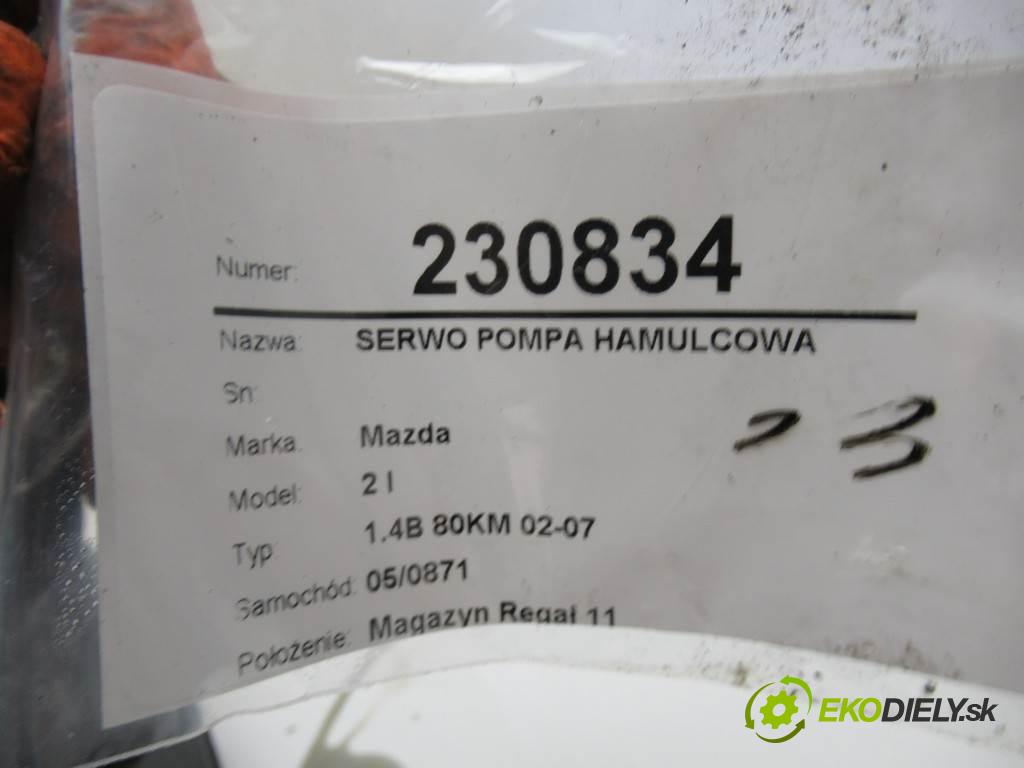 Numer: 230834
Nazwa: SERWO POMPA HAMULCOWA
Sn:
Marka: Mazda
Model: 2 I
Typ: 1.4B 80KM 02-07
Samochód: 05/0871
Położenie: Magazyn Regał 11
EKODIELY.sk